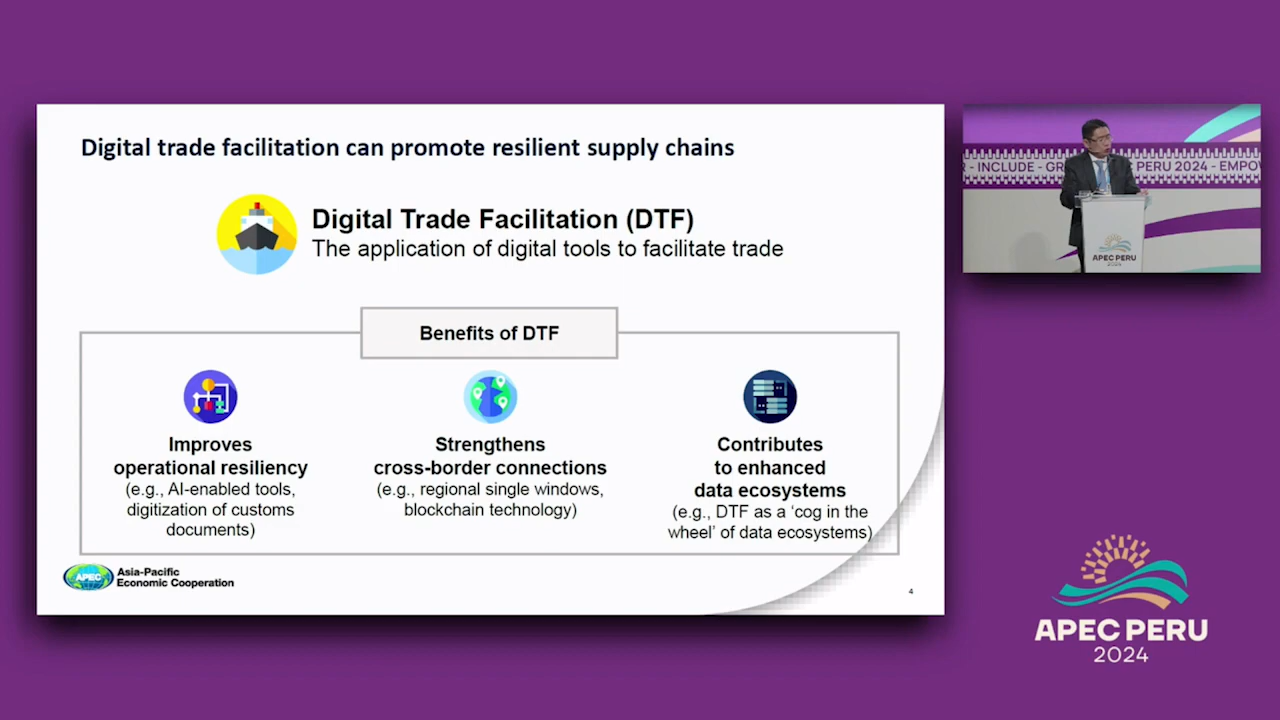 Digital trade facilitation can promote resilient supply chains
Digital Trade Facilitation (DTF)
The application of digital tools to facilitate trade
Benefits of DTF
Improves
operational resiliency
(e.g., AI-enabled tools,
digitization of customs
documents)
Strengthens
cross-border connections
(e.g., regional single windows,
blockchain technology)
Contributes
to enhanced
data ecosystems
(e.g., DTF as a ‘cog in the
wheel’ of data ecosystems)
APEC
Asia-Pacific
Economic Cooperation
4
- INCLUDE - GR
PERU 2024 - EMPO
APEC PERU
2024
APEC PERU
2024